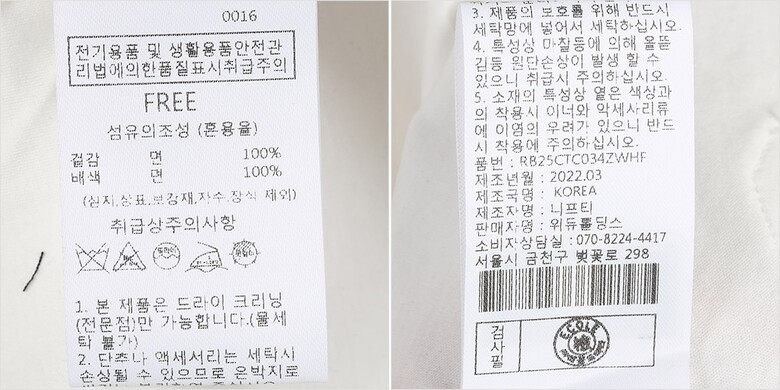 0016
전기용품 및 생활용품안전관
리법에의한품질표시취급주의
FREE
섬유의조성 (혼용율)
겉감 면 100%
배색 면 100%
(심지,상표,보강재,자수,장식 제외)
취급상주의사항
1. 본 제품은 드라이 크리닝
(전문점)만 가능합니다.(물세
탁 불가)
2. 단추나 액세서리는 세탁시
손상될 수 있으므로 은박지로
3. 제품의 보호를 위해 반드시
세탁망에 넣어서 세탁하십시오.
4. 특성상 마찰등에 의해 올뜯
김등 원단손상이 발생 할 수
있으니 취급시 주의하십시오.
5. 소재의 특성상 옅은 색상과
의 착용시 이너와 악세사리류
에 이염의 우려가 있으니 반드
시 착용에 주의하십시오.
품번 : RB25CTC034ZWHF
제조년월 : 2022.03
제조국명 : KOREA
제조자명 : 니프티
판매자명 : 위듀홀딩스
소비자상담실 : 070-8224-4417
서울시 금천구 벚꽃로 298
검사필
ECOLE